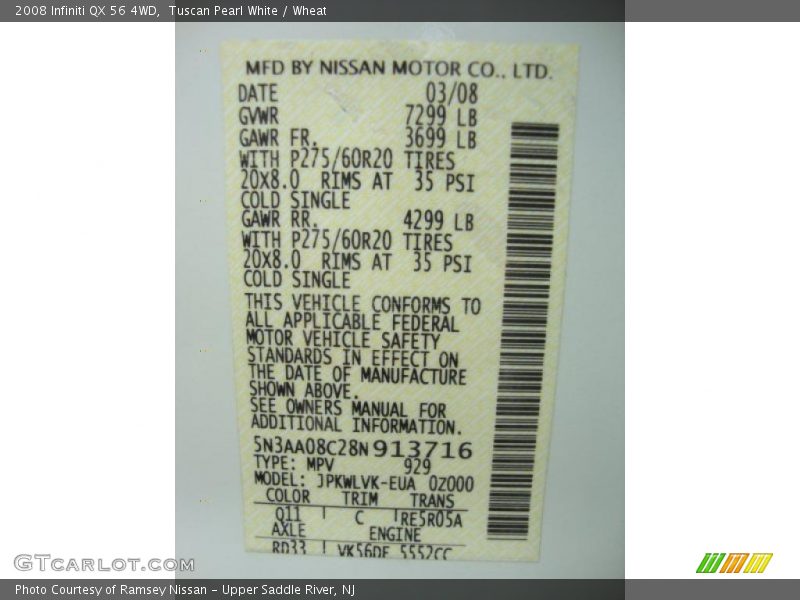 2008 Infiniti QX 56 4WD,  Tuscan Pearl White / Wheat
MFD BY NISSAN MOTOR CO., LTD.
DATE 03/08
GVWR 7299 LB
GAWR FR. 3699 LB
WITH P275/60R20 TIRES
20X8.0 RIMS AT 35 PSI
COLD SINGLE
GAWR RR. 4299 LB
WITH P275/60R20 TIRES
20X8.0 RIMS AT 35 PSI
COLD SINGLE
THIS VEHICLE CONFORMS TO
ALL APPLICABLE FEDERAL
MOTOR VEHICLE SAFETY
STANDARDS IN EFFECT ON
THE DATE OF MANUFACTURE
SHOWN ABOVE.
SEE OWNERS MANUAL FOR
ADDITIONAL INFORMATION.
5N3AA08C28N913716
TYPE: MPV 929
MODEL: JPKWLVK-EUA 0Z000
COLOR TRIM TRANS
Q11 C RE5R05A
AXLE ENGINE
RD33 VK56DE 5552CC
GTCarLot.com
Photo Courtesy of Ramsey Nissan - Upper Saddle River, NJ